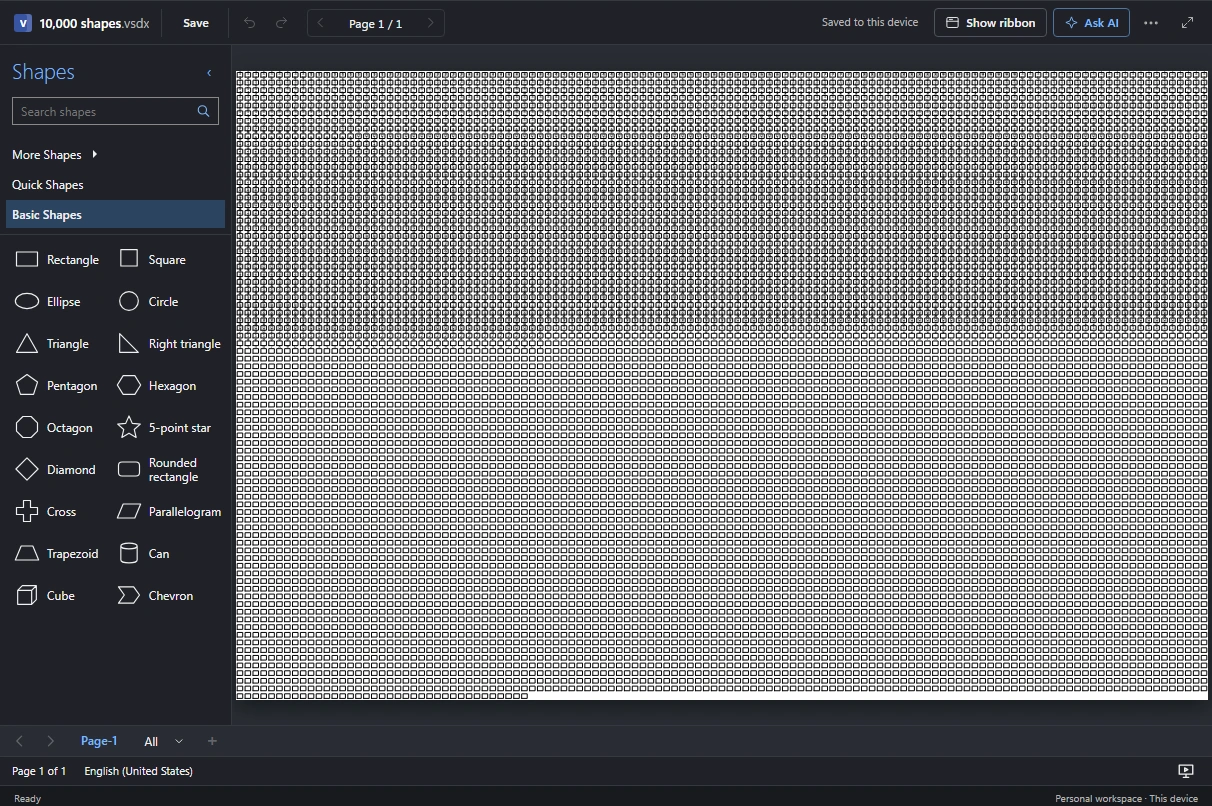 V 10,000 shapes.vsdx Save Page 1 / 1 Saved to this device Show ribbon Ask AI
Shapes
Search shapes
More Shapes
Quick Shapes
Basic Shapes
Rectangle Square
Ellipse Circle
Triangle Right triangle
Pentagon Hexagon
Octagon 5-point star
Diamond Rounded rectangle
Cross Parallelogram
Trapezoid Can
Cube Chevron
Page-1 All
Page 1 of 1 English (United States)
Ready Personal workspace · This device